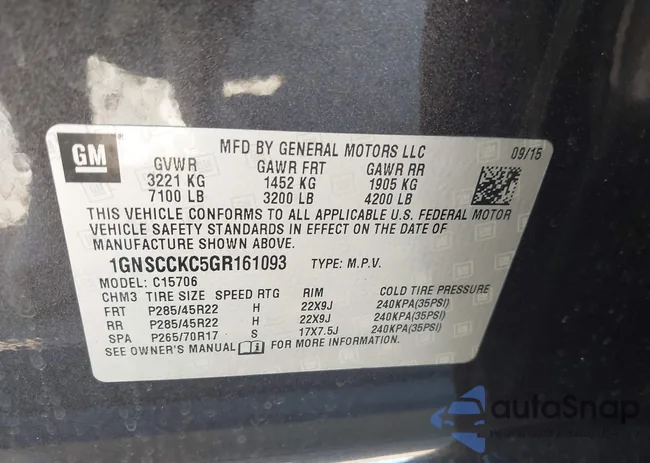 GM
MFD BY GENERAL MOTORS LLC 09/15
GVWR GAWR FRT GAWR RR
3221 KG 1452 KG 1905 KG
7100 LB 3200 LB 4200 LB
THIS VEHICLE CONFORMS TO ALL APPLICABLE U.S. FEDERAL MOTOR
VEHICLE SAFETY STANDARDS IN EFFECT ON THE DATE OF
MANUFACTURE SHOWN ABOVE.
1GNSCCKC5GR161093 TYPE: M.P.V.
MODEL: C15706
CHM3 TIRE SIZE SPEED RTG RIM COLD TIRE PRESSURE
FRT P285/45R22 H 22X9J 240KPA(35PSI)
RR P285/45R22 H 22X9J 240KPA(35PSI)
SPA P265/70R17 S 17X7.5J 240KPA(35PSI)
SEE OWNER'S MANUAL FOR MORE INFORMATION.
autoSnap